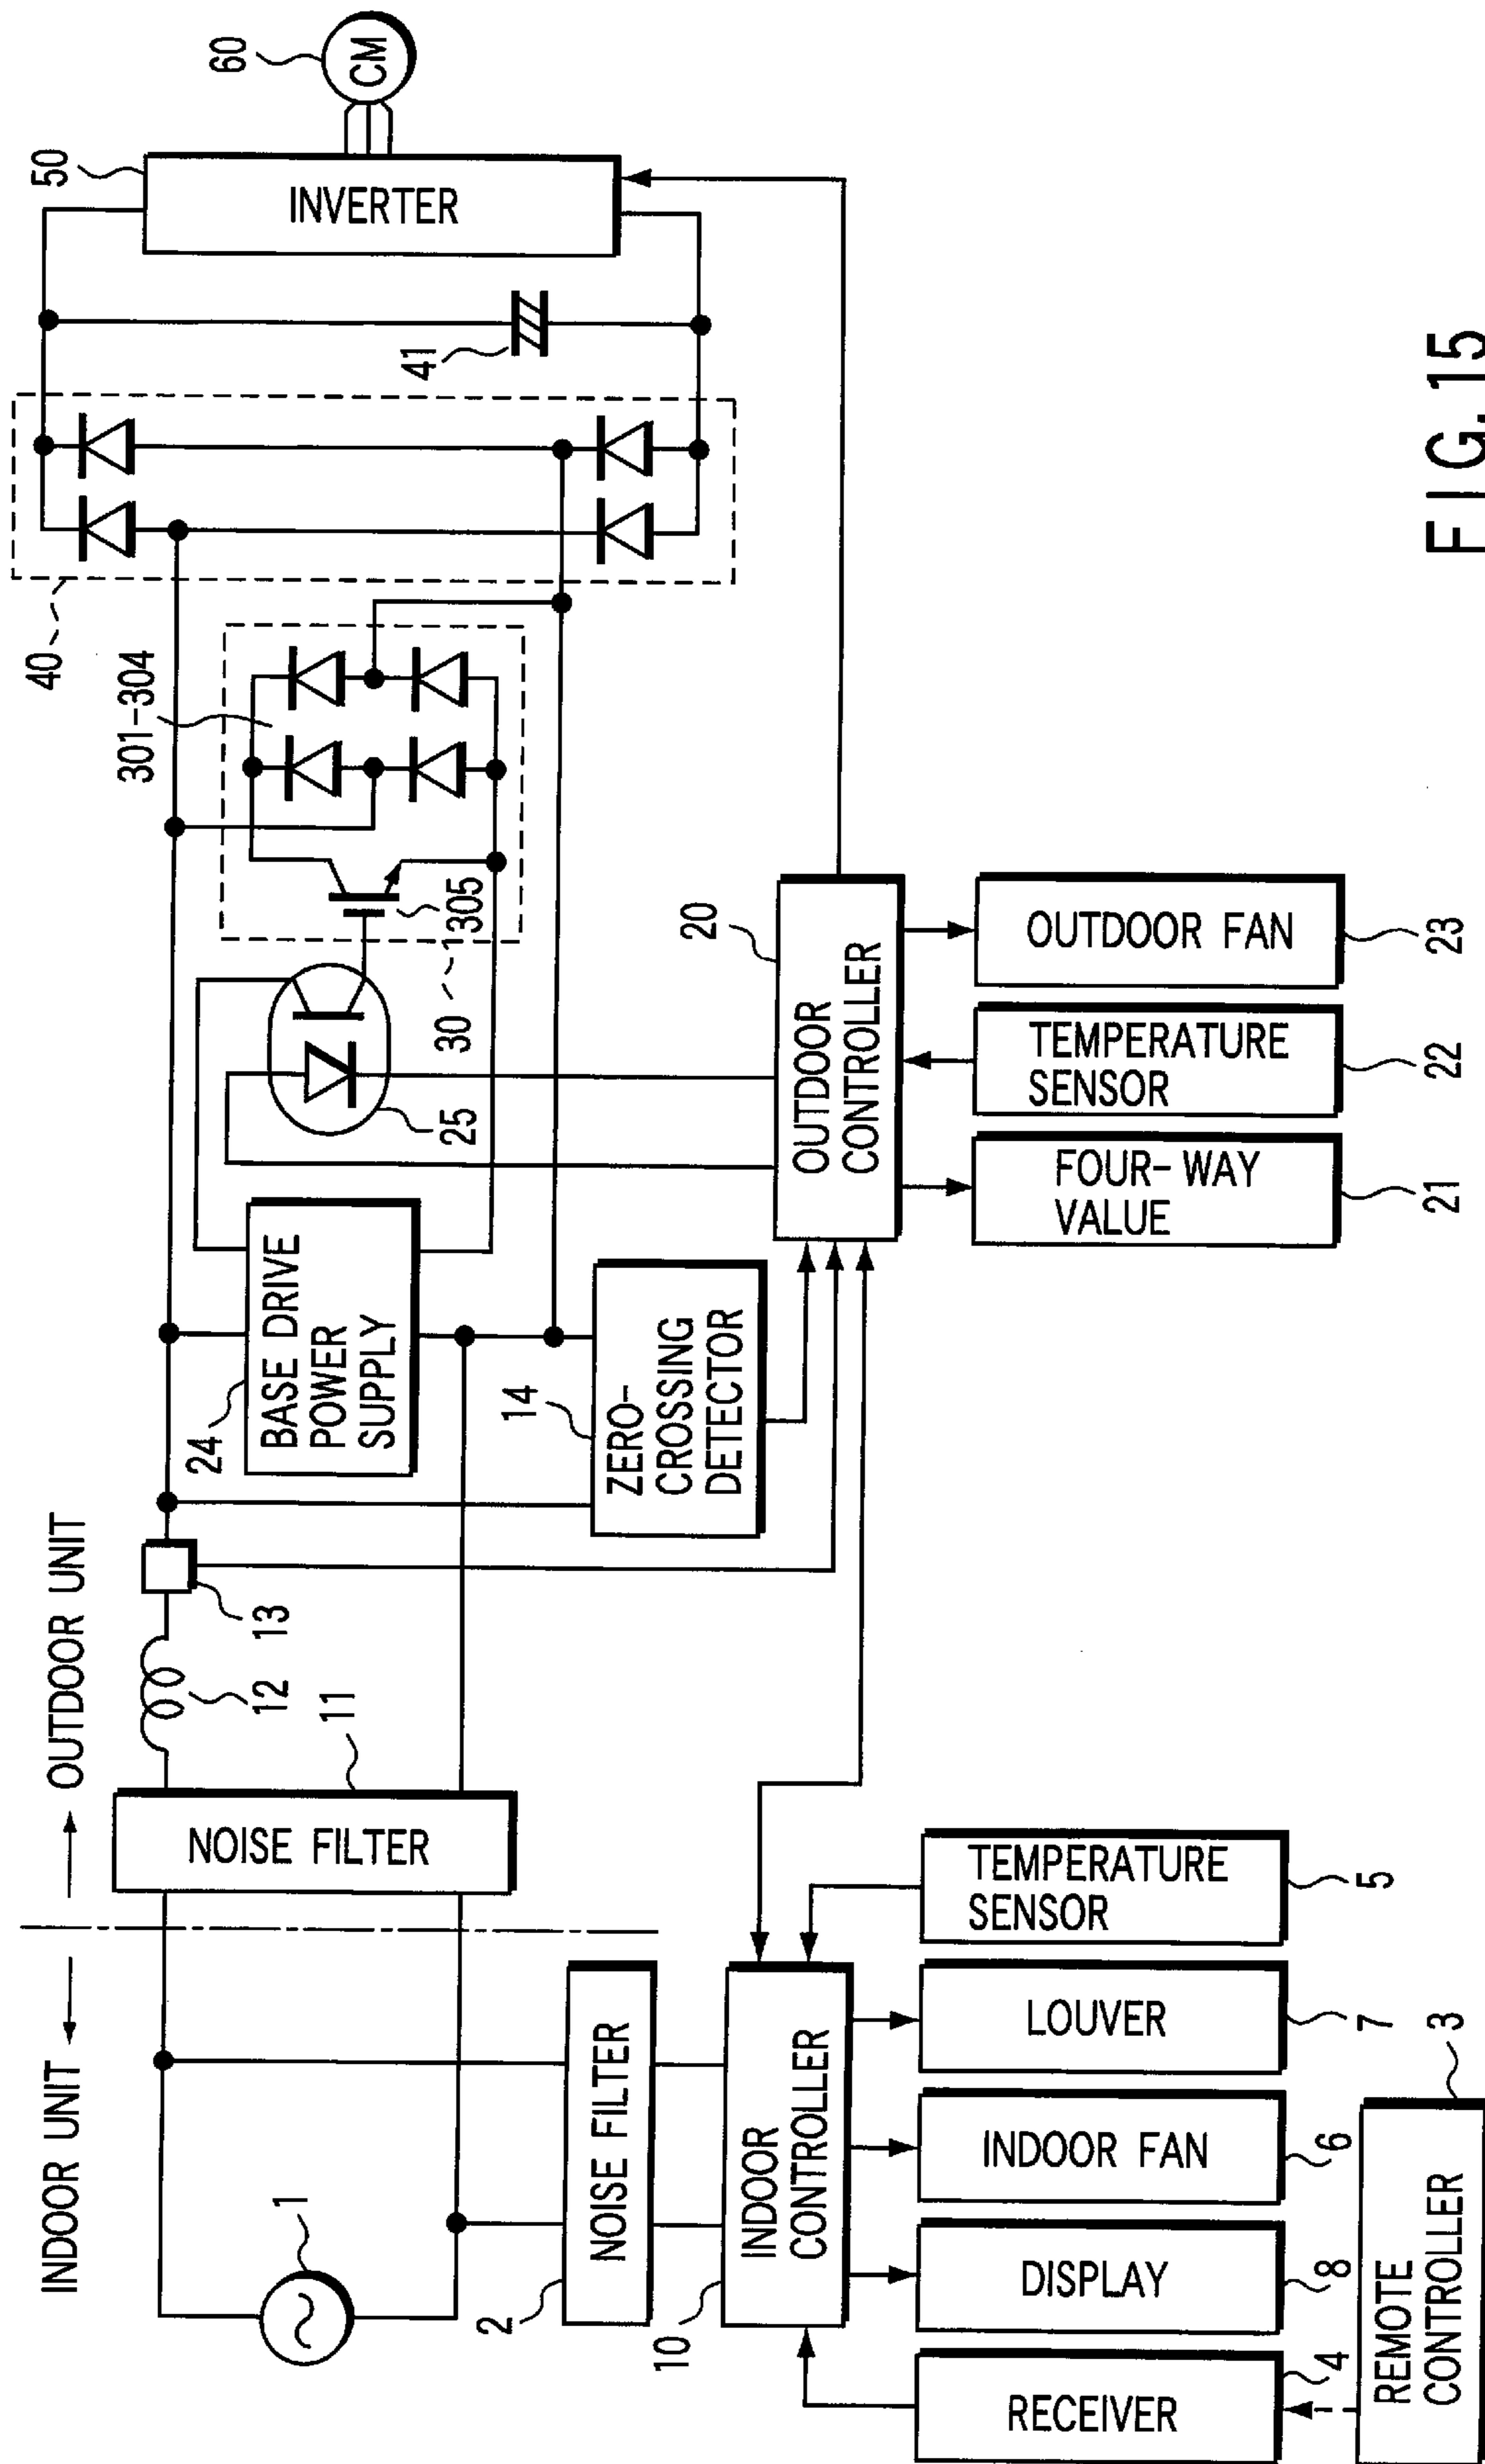 INDOOR UNIT
OUTDOOR UNIT
1
NOISE FILTER
11
12
13
24
BASE DRIVE
POWER
SUPPLY
25
30
305
301-304
40
41
50
INVERTER
60
CM
2
NOISE FILTER
14
ZERO-
CROSSING
DETECTOR
10
INDOOR
CONTROLLER
20
OUTDOOR
CONTROLLER
RECEIVER
4
DISPLAY
8
INDOOR FAN
6
LOUVER
7
TEMPERATURE
SENSOR
5
FOUR-WAY
VALUE
21
TEMPERATURE
SENSOR
22
OUTDOOR FAN
23
REMOTE
CONTROLLER
3
FIG. 15